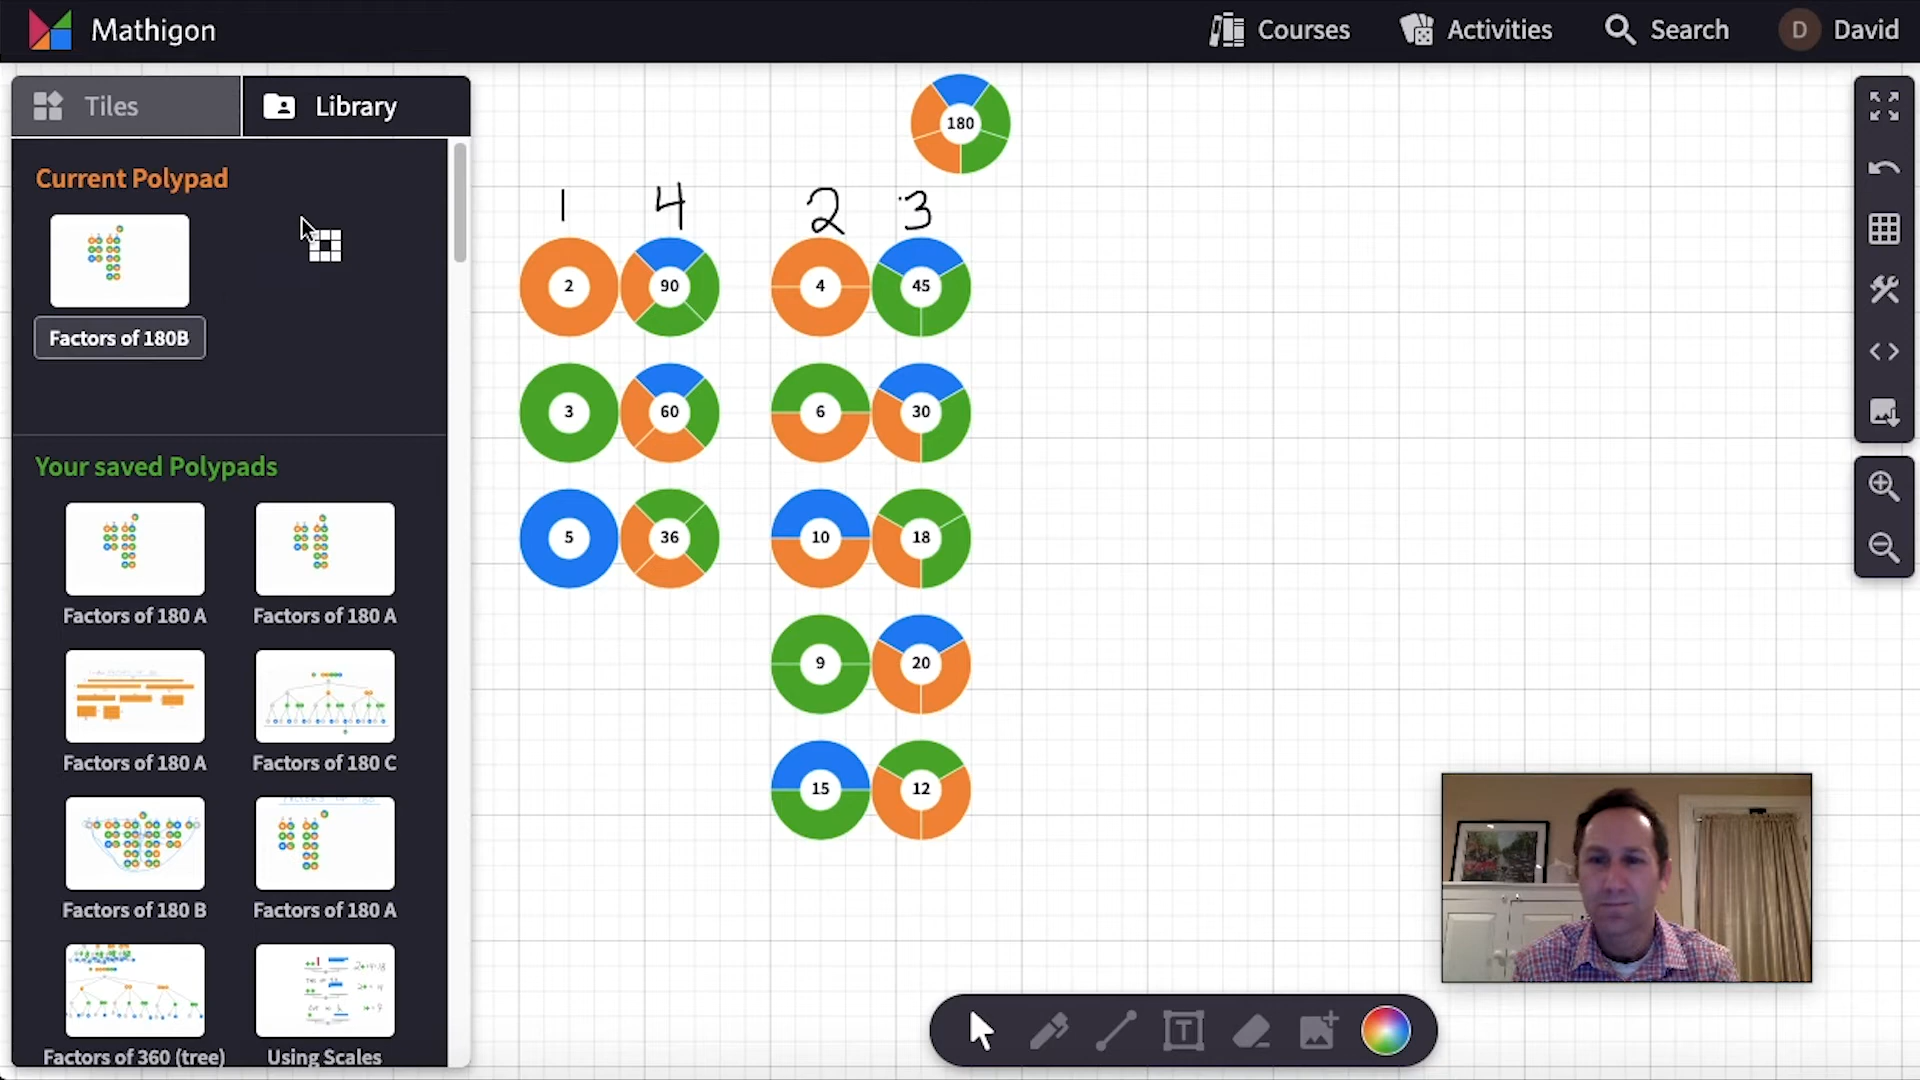 Mathigon
Courses
Activities
Search
D
David
Tiles
Library
Current Polypad
Factors of 180B
Your saved Polypads
Factors of 180 A
Factors of 180 A
Factors of 180 A
Factors of 180 C
Factors of 180 B
Factors of 180 A
Factors of 360 (tree)
Using Scales
180
1 4 2 3
2 90 4 45
3 60 6 30
5 36 10 18
9 20
15 12
T